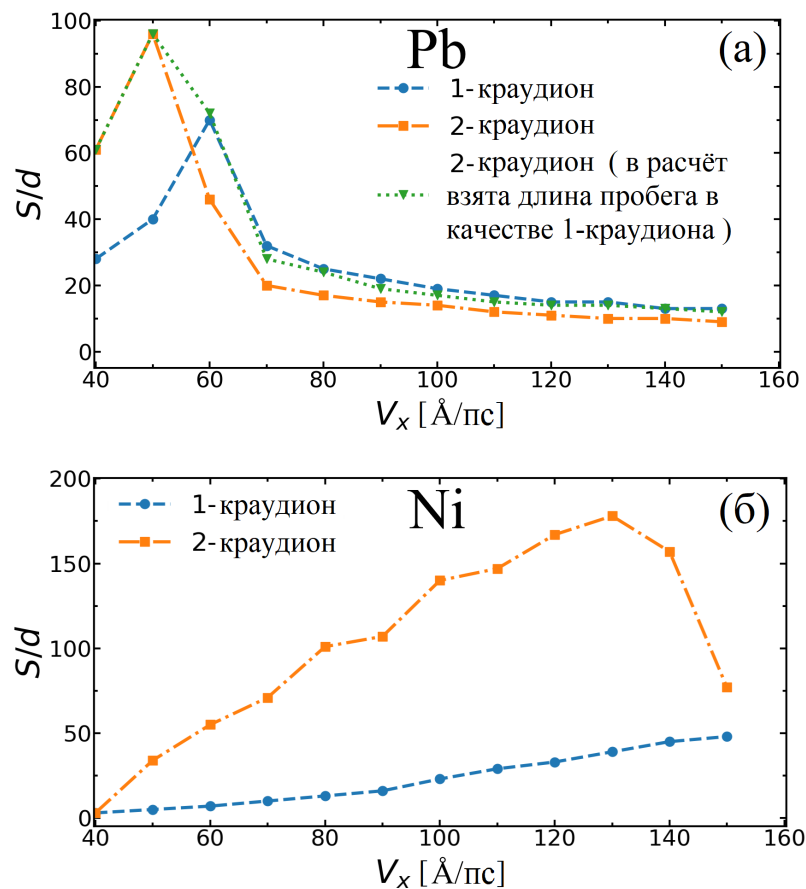 Pb
(а)
1-краудион
2-краудион
2-краудион ( в расчёт
взята длина пробега в
качестве 1-краудиона )
S/d
100
80
60
40
20
0
40 60 80 100 120 140 160
Vₓ [Å/пс]
Ni
(б)
1-краудион
2-краудион
S/d
200
150
100
50
0
40 60 80 100 120 140 160
Vₓ [Å/пс]